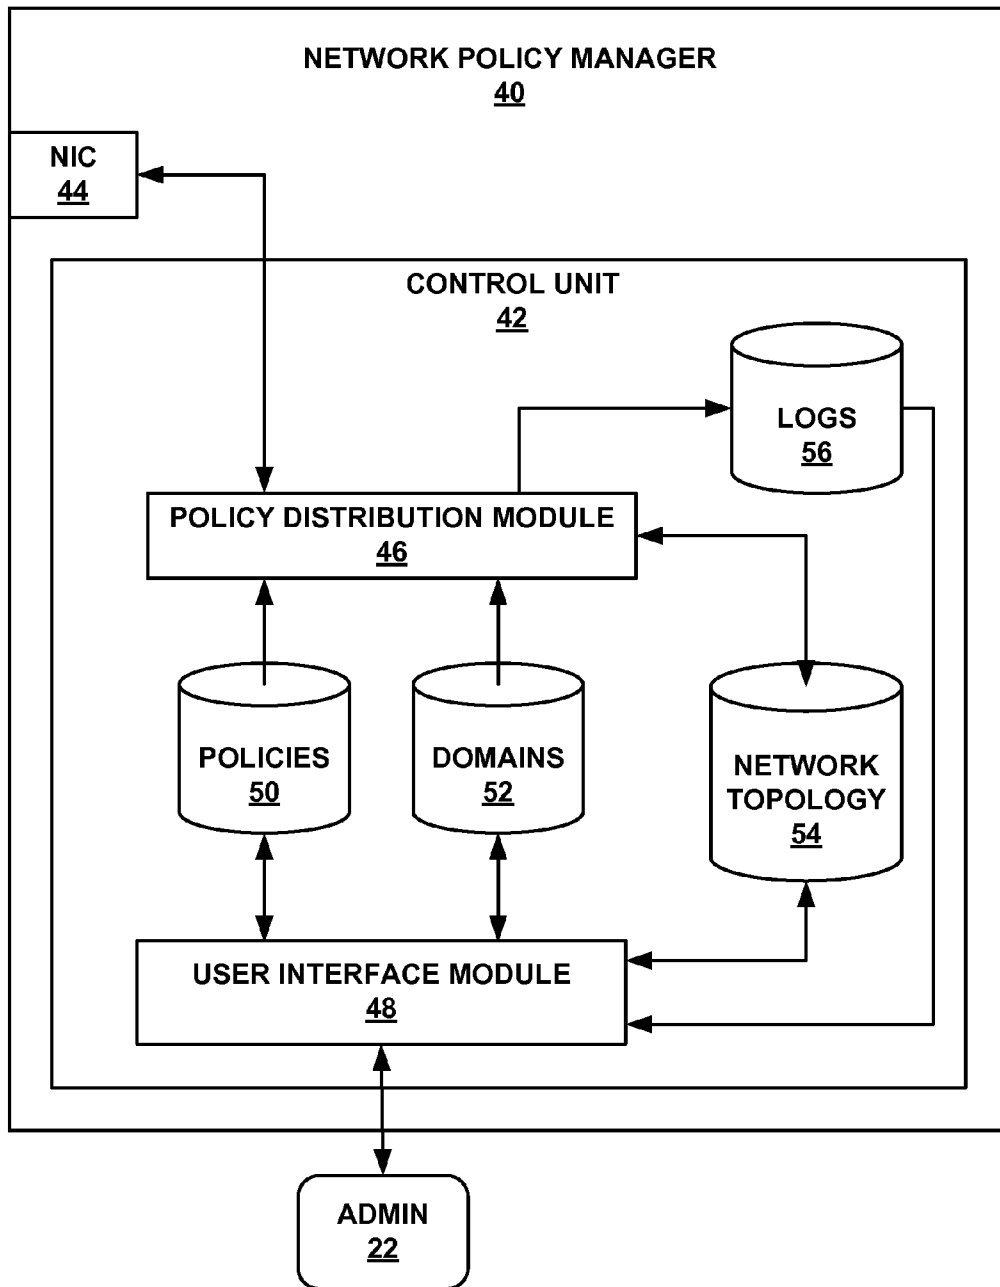 NETWORK POLICY MANAGER
40
NIC
44
CONTROL UNIT
42
LOGS
56
POLICY DISTRIBUTION MODULE
46
POLICIES
50
DOMAINS
52
NETWORK
TOPOLOGY
54
USER INTERFACE MODULE
48
ADMIN
22